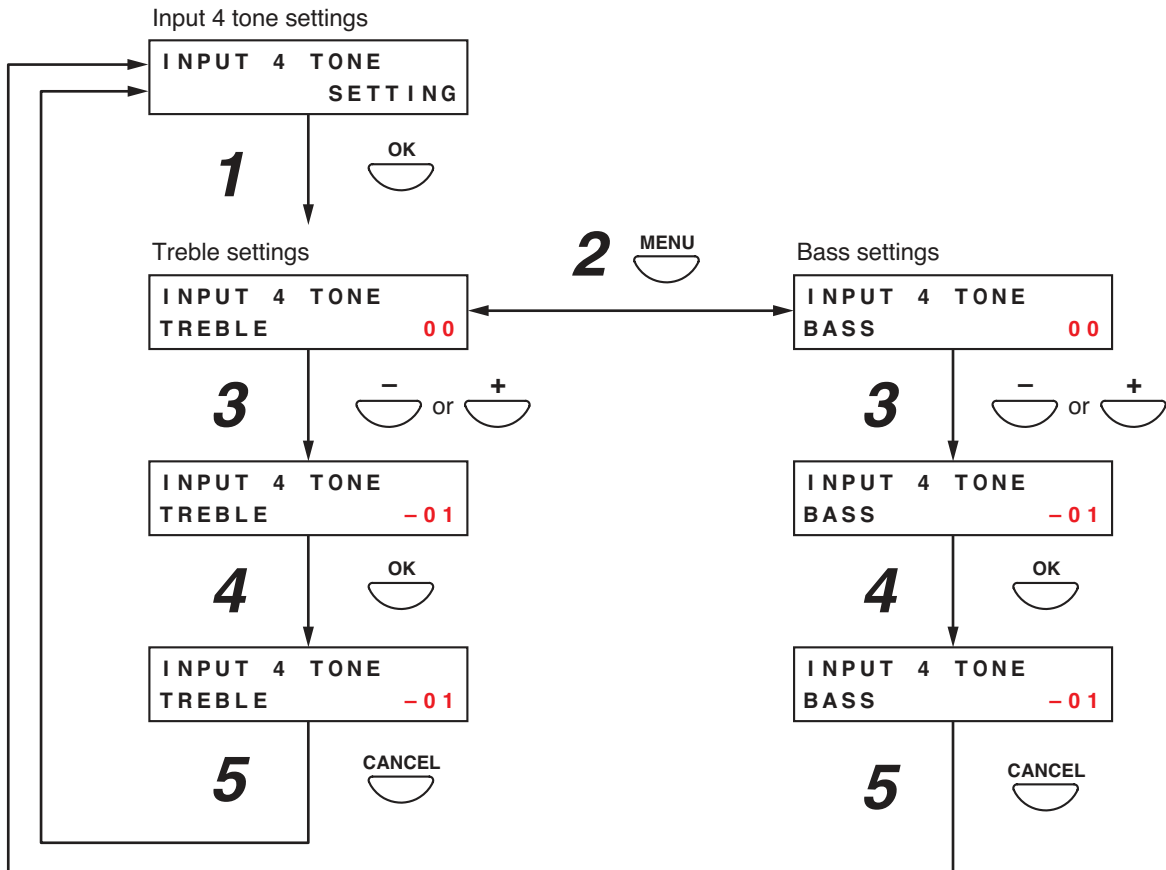 Input 4 tone settings
INPUT 4 TONE
SETTING
1
OK
Treble settings
2 MENU
Bass settings
INPUT 4 TONE
TREBLE 00
INPUT 4 TONE
BASS 00
3
– or +
3
– or +
INPUT 4 TONE
TREBLE –01
INPUT 4 TONE
BASS –01
4
OK
4
OK
INPUT 4 TONE
TREBLE –01
INPUT 4 TONE
BASS –01
5
CANCEL
5
CANCEL